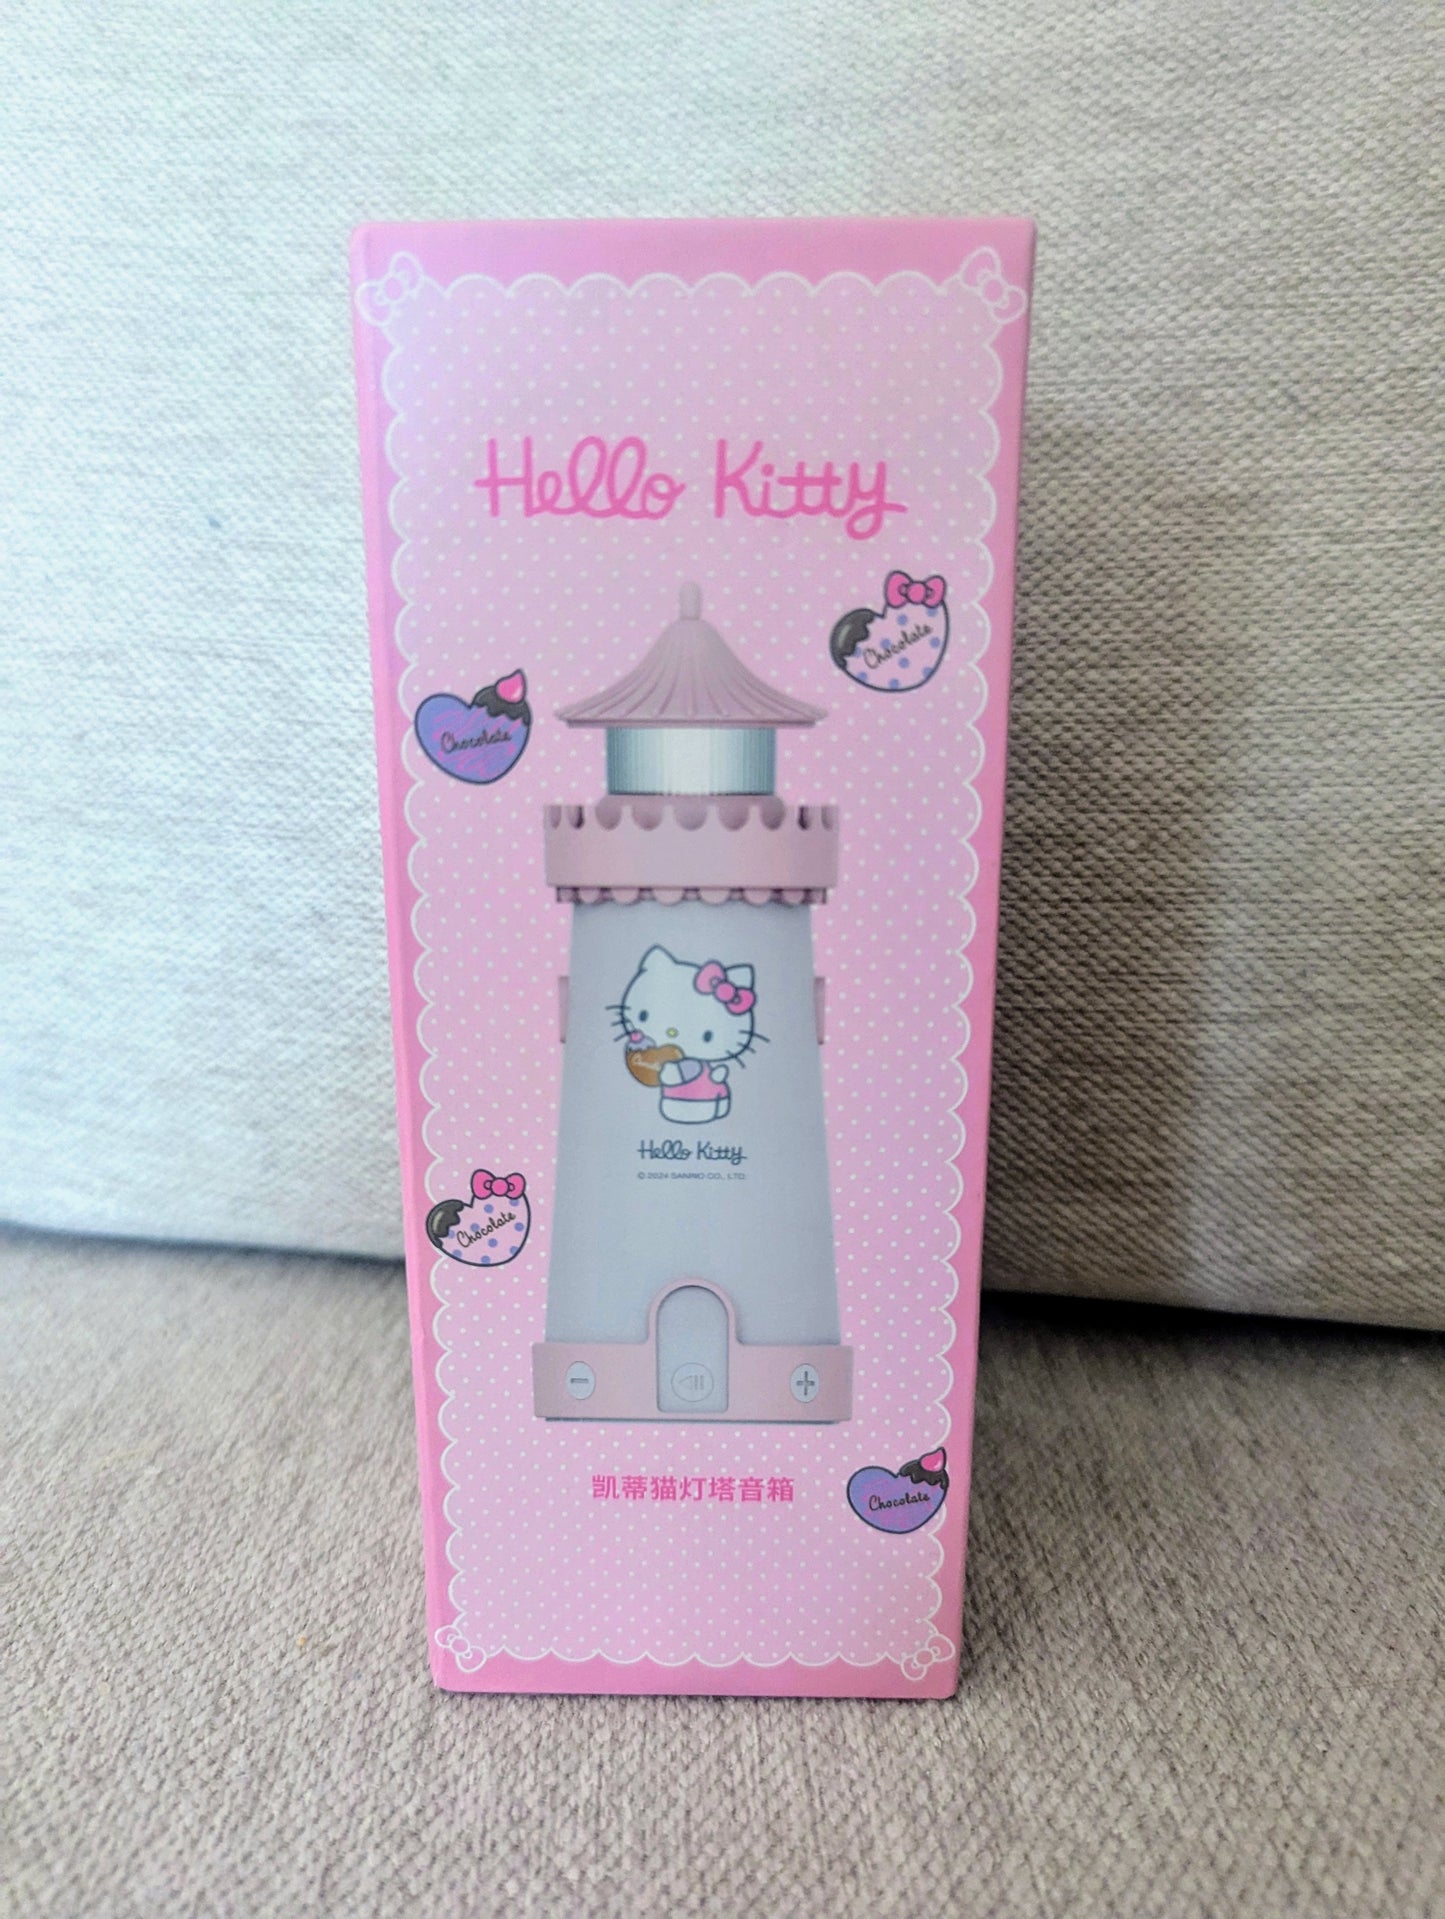 Hello Kitty
Chocolate
Chocolate
Hello Kitty
© 2024 SANRIO CO., LTD.
Chocolate
凯蒂猫灯塔音箱
Chocolate